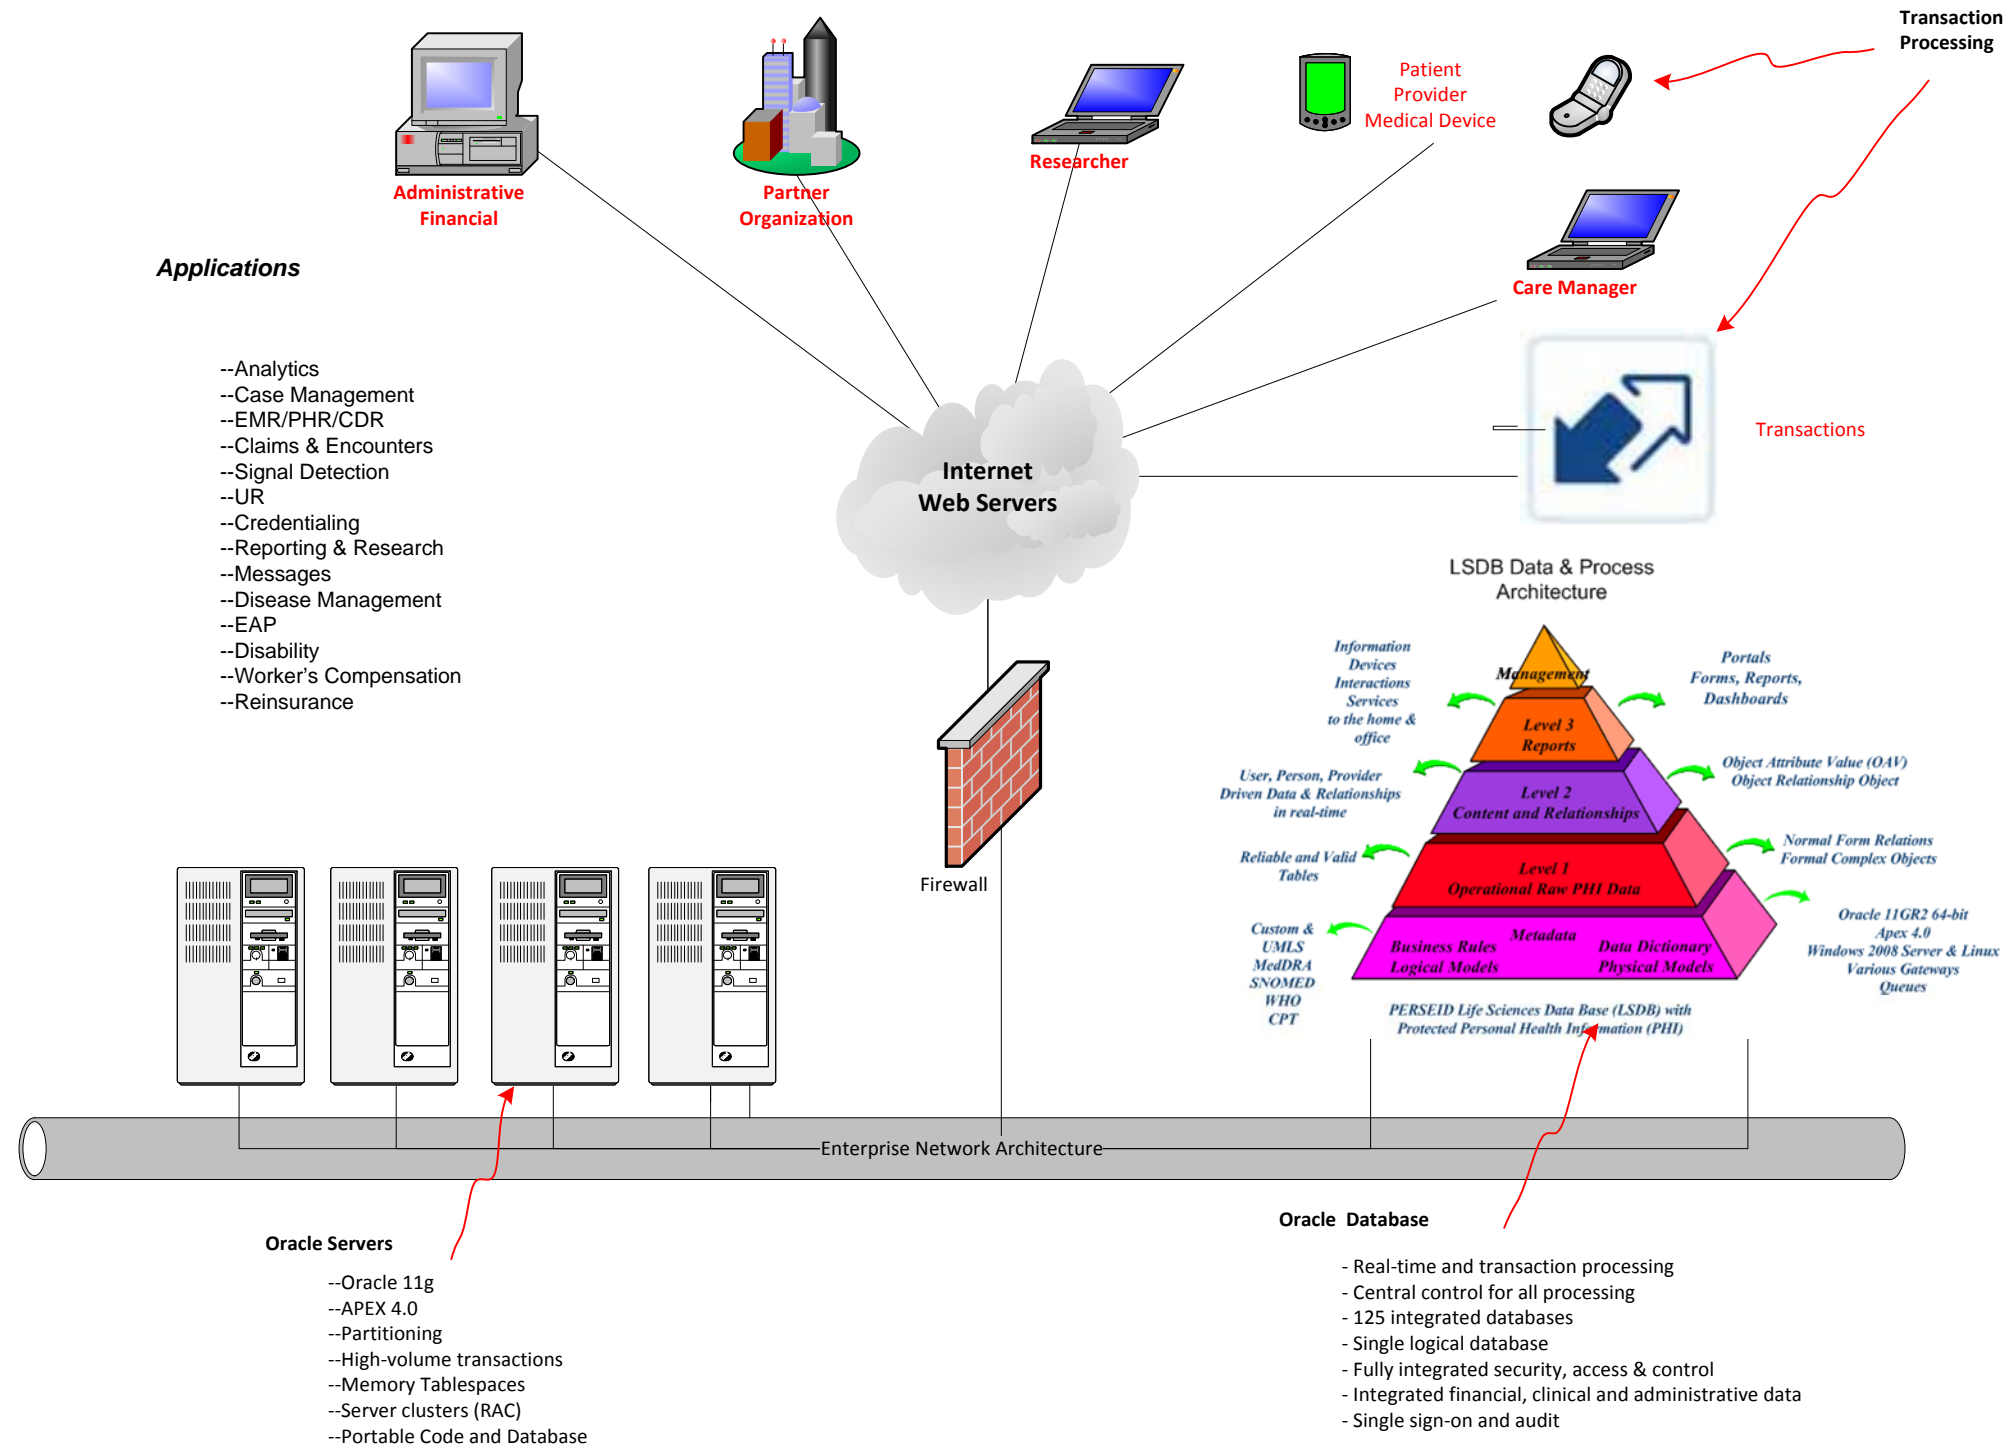 Transaction
Processing
Patient
Provider
Medical Device
Researcher
Administrative
Financial
Partner
Organization
Care Manager
Applications
--Analytics
--Case Management
--EMR/PHR/CDR
--Claims & Encounters
--Signal Detection
--UR
--Credentialing
--Reporting & Research
--Messages
--Disease Management
--EAP
--Disability
--Worker's Compensation
--Reinsurance
Internet
Web Servers
Transactions
LSDB Data & Process
Architecture
Information
Devices
Interactions
Services
to the home &
office
Management
Portals
Forms, Reports,
Dashboards
Level 3
Reports
User, Person, Provider
Driven Data & Relationships
in real-time
Level 2
Content and Relationships
Object Attribute Value (OAV)
Object Relationship Object
Reliable and Valid
Tables
Level 1
Operational Raw PHI Data
Normal Form Relations
Formal Complex Objects
Custom &
UMLS
MedDRA
SNOMED
WHO
CPT
Metadata
Business Rules
Logical Models
Data Dictionary
Physical Models
Oracle 11GR2 64-bit
Apex 4.0
Windows 2008 Server & Linux
Various Gateways
Queues
PERSEID Life Sciences Data Base (LSDB) with
Protected Personal Health Information (PHI)
Firewall
Enterprise Network Architecture
Oracle Servers
--Oracle 11g
--APEX 4.0
--Partitioning
--High-volume transactions
--Memory Tablespaces
--Server clusters (RAC)
--Portable Code and Database
Oracle Database
- Real-time and transaction processing
- Central control for all processing
- 125 integrated databases
- Single logical database
- Fully integrated security, access & control
- Integrated financial, clinical and administrative data
- Single sign-on and audit